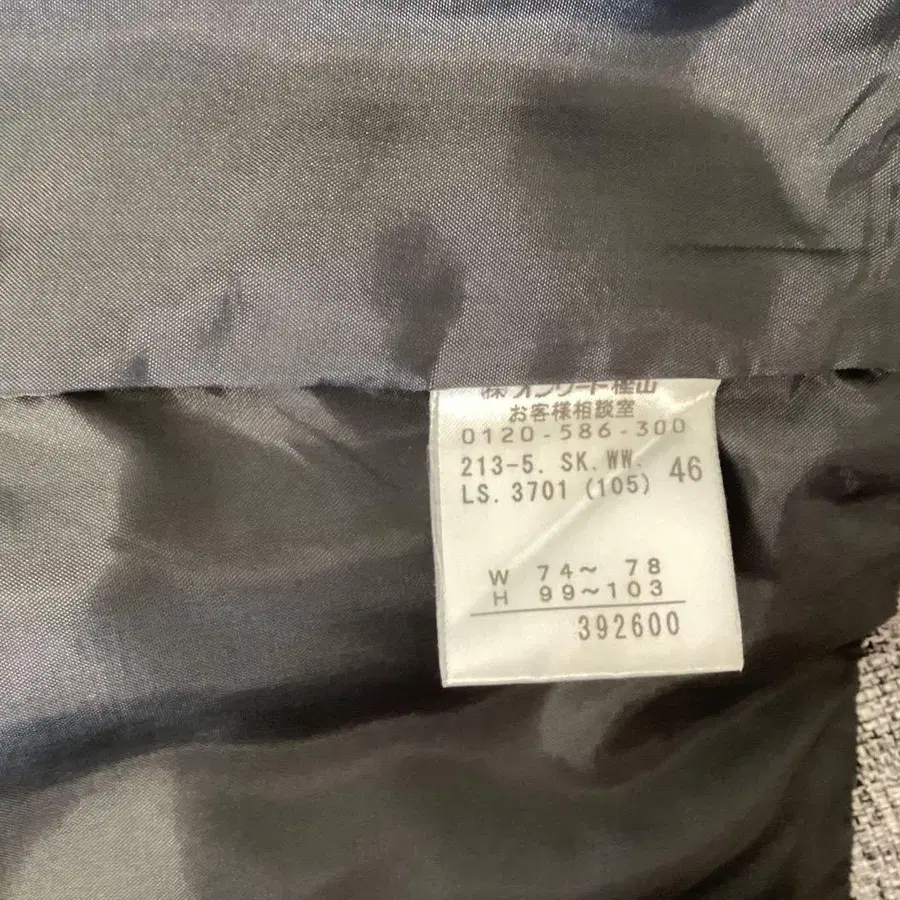 ㈱オンワード樫山
お客様相談室
0120-586-300
213-5. SK. WW.
LS. 3701 (105) 46
W 74～ 78
H 99～103
392600